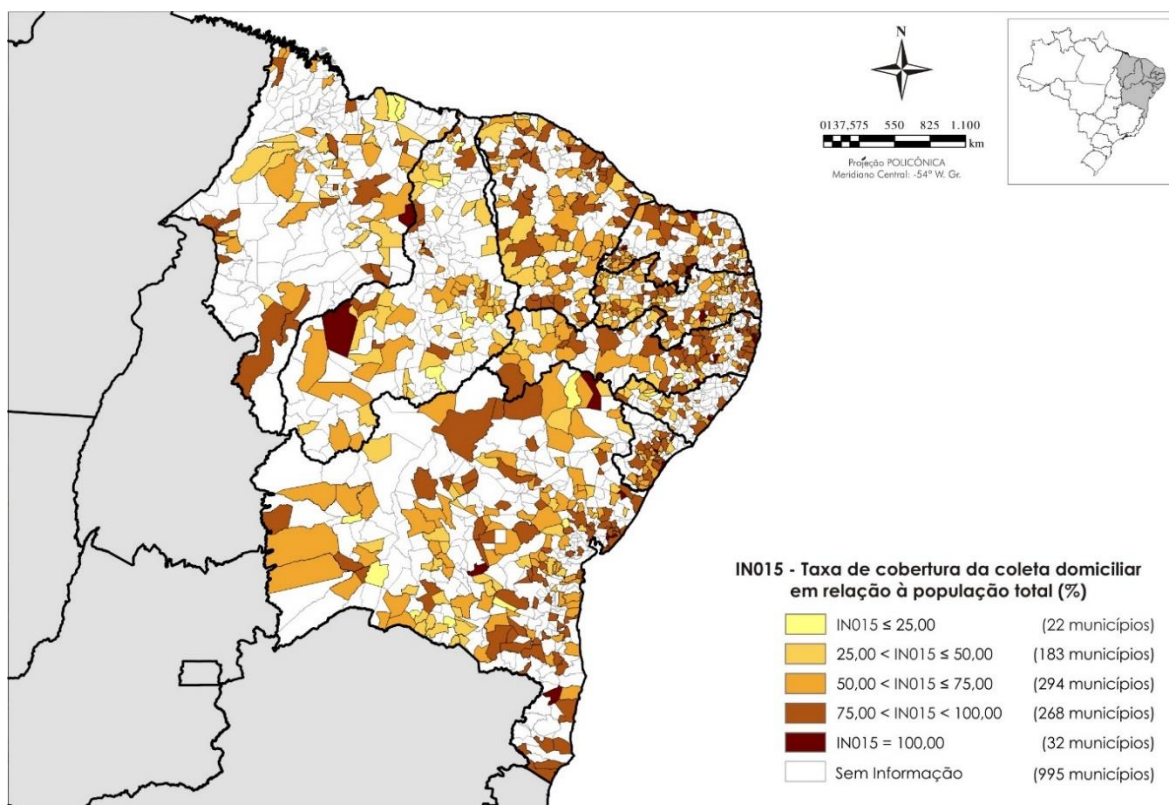 N
0137,575 550 825 1.100
km
Projeção POLICÔNICA
Meridiano Central: -54º W. Gr.
IN015 - Taxa de cobertura da coleta domiciliar
em relação à população total (%)
IN015 ≤ 25,00 (22 municípios)
25,00 < IN015 ≤ 50,00 (183 municípios)
50,00 < IN015 ≤ 75,00 (294 municípios)
75,00 < IN015 < 100,00 (268 municípios)
IN015 = 100,00 (32 municípios)
Sem Informação (995 municípios)